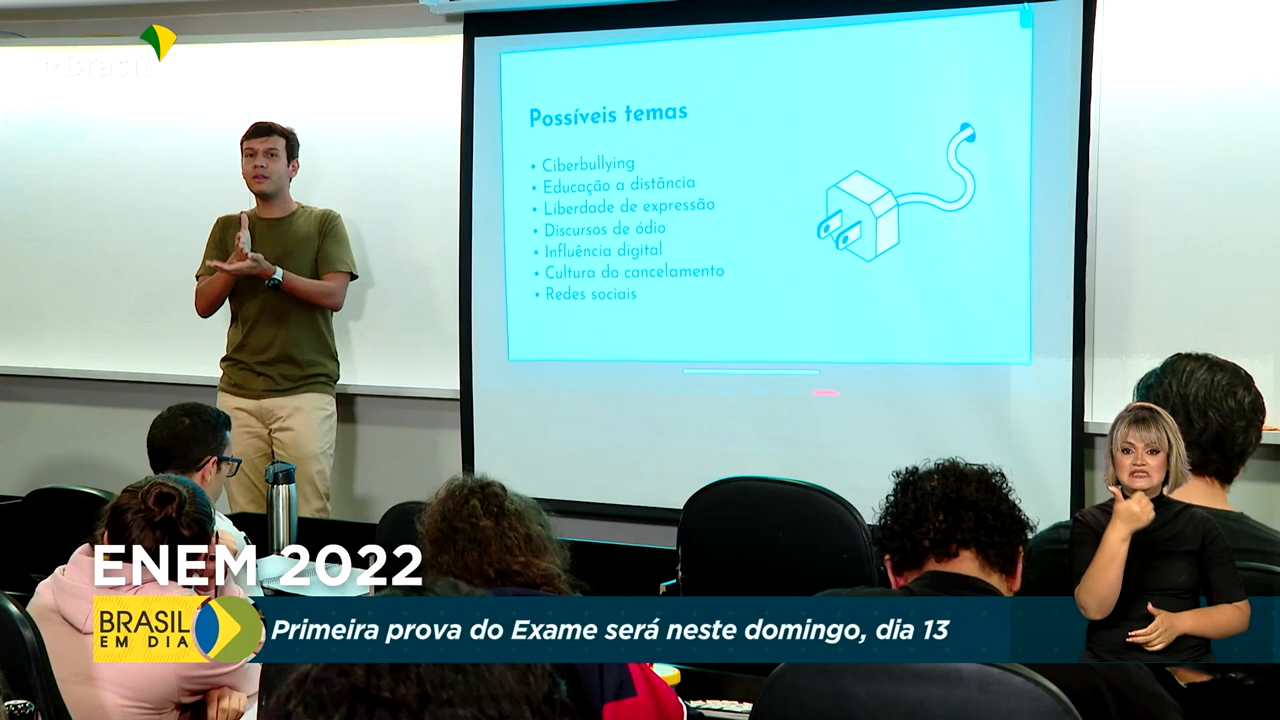 tv Brasil
Possíveis temas
• Ciberbullying
• Educação a distância
• Liberdade de expressão
• Discursos de ódio
• Influência digital
• Cultura do cancelamento
• Redes sociais
ENEM 2022
BRASIL
EM DIA
Primeira prova do Exame será neste domingo, dia 13